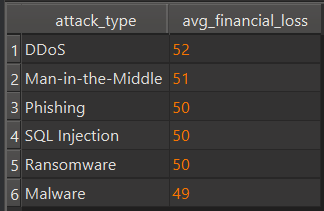 attack_type avg_financial_loss
1 DDoS 52
2 Man-in-the-Middle 51
3 Phishing 50
4 SQL Injection 50
5 Ransomware 50
6 Malware 49